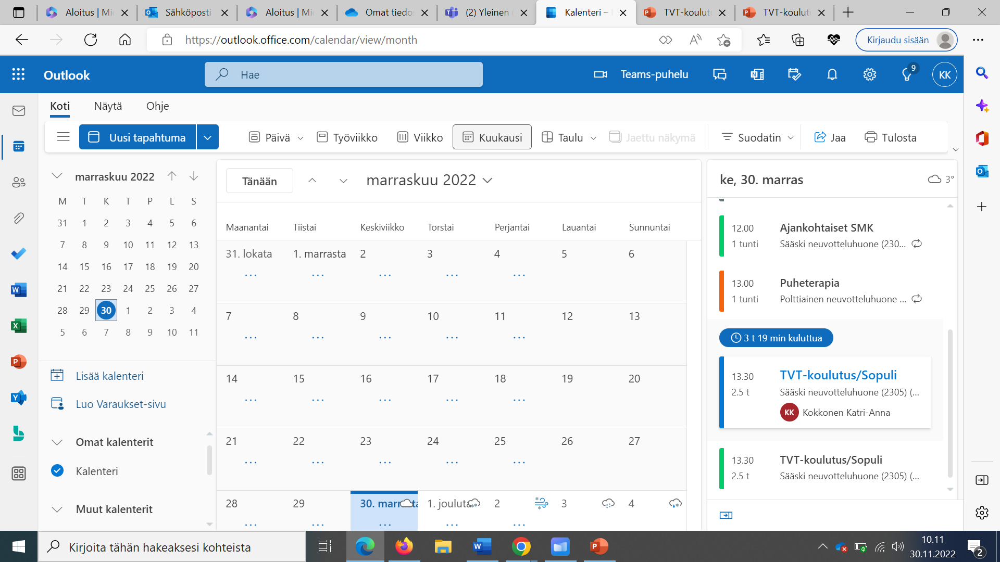 Aloitus | Mic
Sähköposti
Aloitus | Mic
Omat tiedos
(2) Yleinen (
Kalenteri –
TVT-koulutu
TVT-koulutu
https://outlook.office.com/calendar/view/month
Kirjaudu sisään
Outlook
Hae
Teams-puhelu
9
KK
Koti Näytä Ohje
Uusi tapahtuma
Päivä
Työviikko
Viikko
Kuukausi
Taulu
Jaettu näkymä
Suodatin
Jaa
Tulosta
marraskuu 2022
M T K T P L S
31 1 2 3 4 5 6
7 8 9 10 11 12 13
14 15 16 17 18 19 20
21 22 23 24 25 26 27
28 29 30 1 2 3 4
5 6 7 8 9 10 11
Lisää kalenteri
Luo Varaukset-sivu
Omat kalenterit
Kalenteri
Muut kalenterit
Tänään
marraskuu 2022
Maanantai Tiistai Keskiviikko Torstai Perjantai Lauantai Sunnuntai
31. lokata 1. marrasta 2 3 4 5 6
... ... ... ... ...
7 8 9 10 11 12 13
... ... ... ... ...
14 15 16 17 18 19 20
... ... ... ... ...
21 22 23 24 25 26 27
... ... ... ... ...
28 29 30. marrasta 1. jouluta 2 3 4
... ... ... ... ...
ke, 30. marras
3°
12.00 Ajankohtaiset SMK
1 tunti Sääski neuvotteluhuone (230...
13.00 Puheterapia
1 tunti Polttiainen neuvotteluhuone ...
3 t 19 min kuluttua
13.30 TVT-koulutus/Sopuli
2.5 t Sääski neuvotteluhuone (2305) (...
KK Kokkonen Katri-Anna
13.30 TVT-koulutus/Sopuli
2.5 t Sääski neuvotteluhuone (2305) (...
Kirjoita tähän hakeaksesi kohteista
10.11
30.11.2022
2